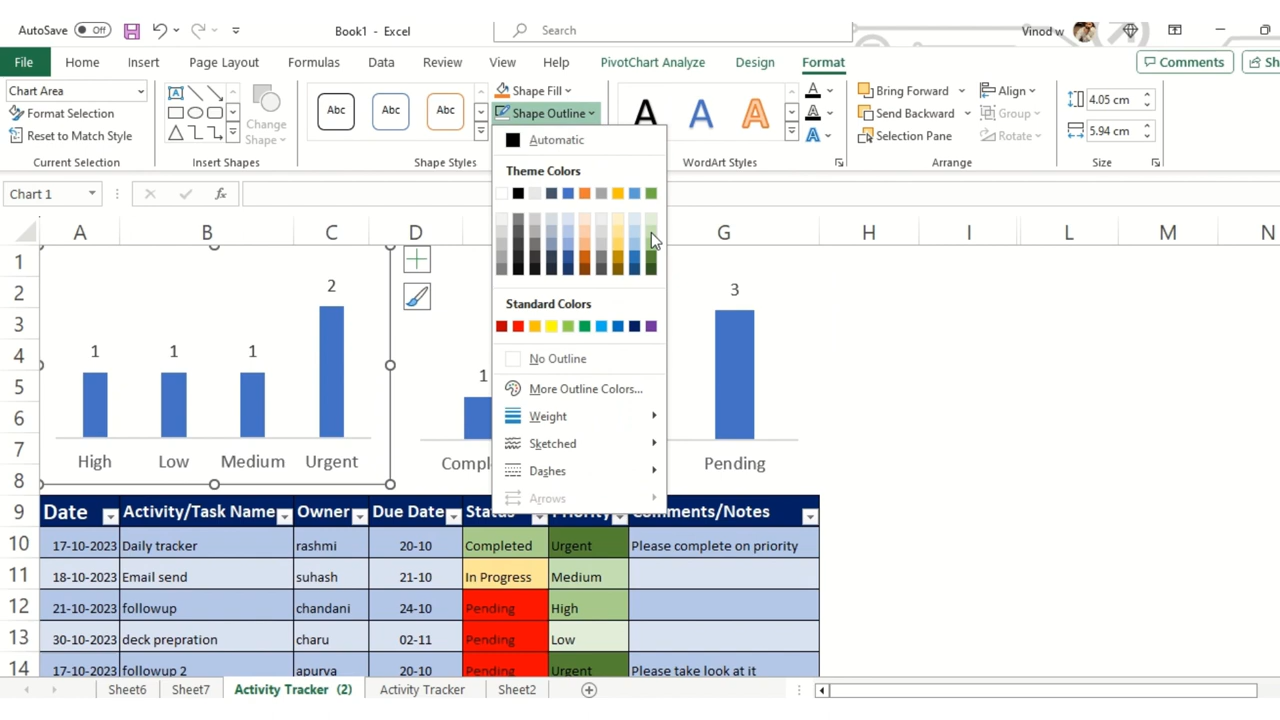 AutoSave Off Book1 - Excel Search Vinod w
File Home Insert Page Layout Formulas Data Review View Help PivotChart Analyze Design Format Comments Sh
Chart Area
Format Selection
Reset to Match Style
Current Selection
Change
Shape
Insert Shapes
Abc Abc Abc
Shape Fill
Shape Outline
Shape Styles
A A A
WordArt Styles
Bring Forward
Send Backward
Selection Pane
Align
Group
Rotate
Arrange
4.05 cm
5.94 cm
Size
Automatic
Theme Colors
Standard Colors
No Outline
More Outline Colors...
Weight
Sketched
Dashes
Arrows
Chart 1 fx
A B C D G H I L M N
1
2
3
4
5
6
7
8
1 1 1 2
High Low Medium Urgent
1 3
Compl Pending
9 Date Activity/Task Name Owner Due Date Status Priority Comments/Notes
10 17-10-2023 Daily tracker rashmi 20-10 Completed Urgent Please complete on priority
11 18-10-2023 Email send suhash 21-10 In Progress Medium
12 21-10-2023 followup chandani 24-10 Pending High
13 30-10-2023 deck prepration charu 02-11 Pending Low
14 17-10-2023 followup 2 apurva 20-10 Pending Urgent Please take look at it
Sheet6 Sheet7 Activity Tracker (2) Activity Tracker Sheet2